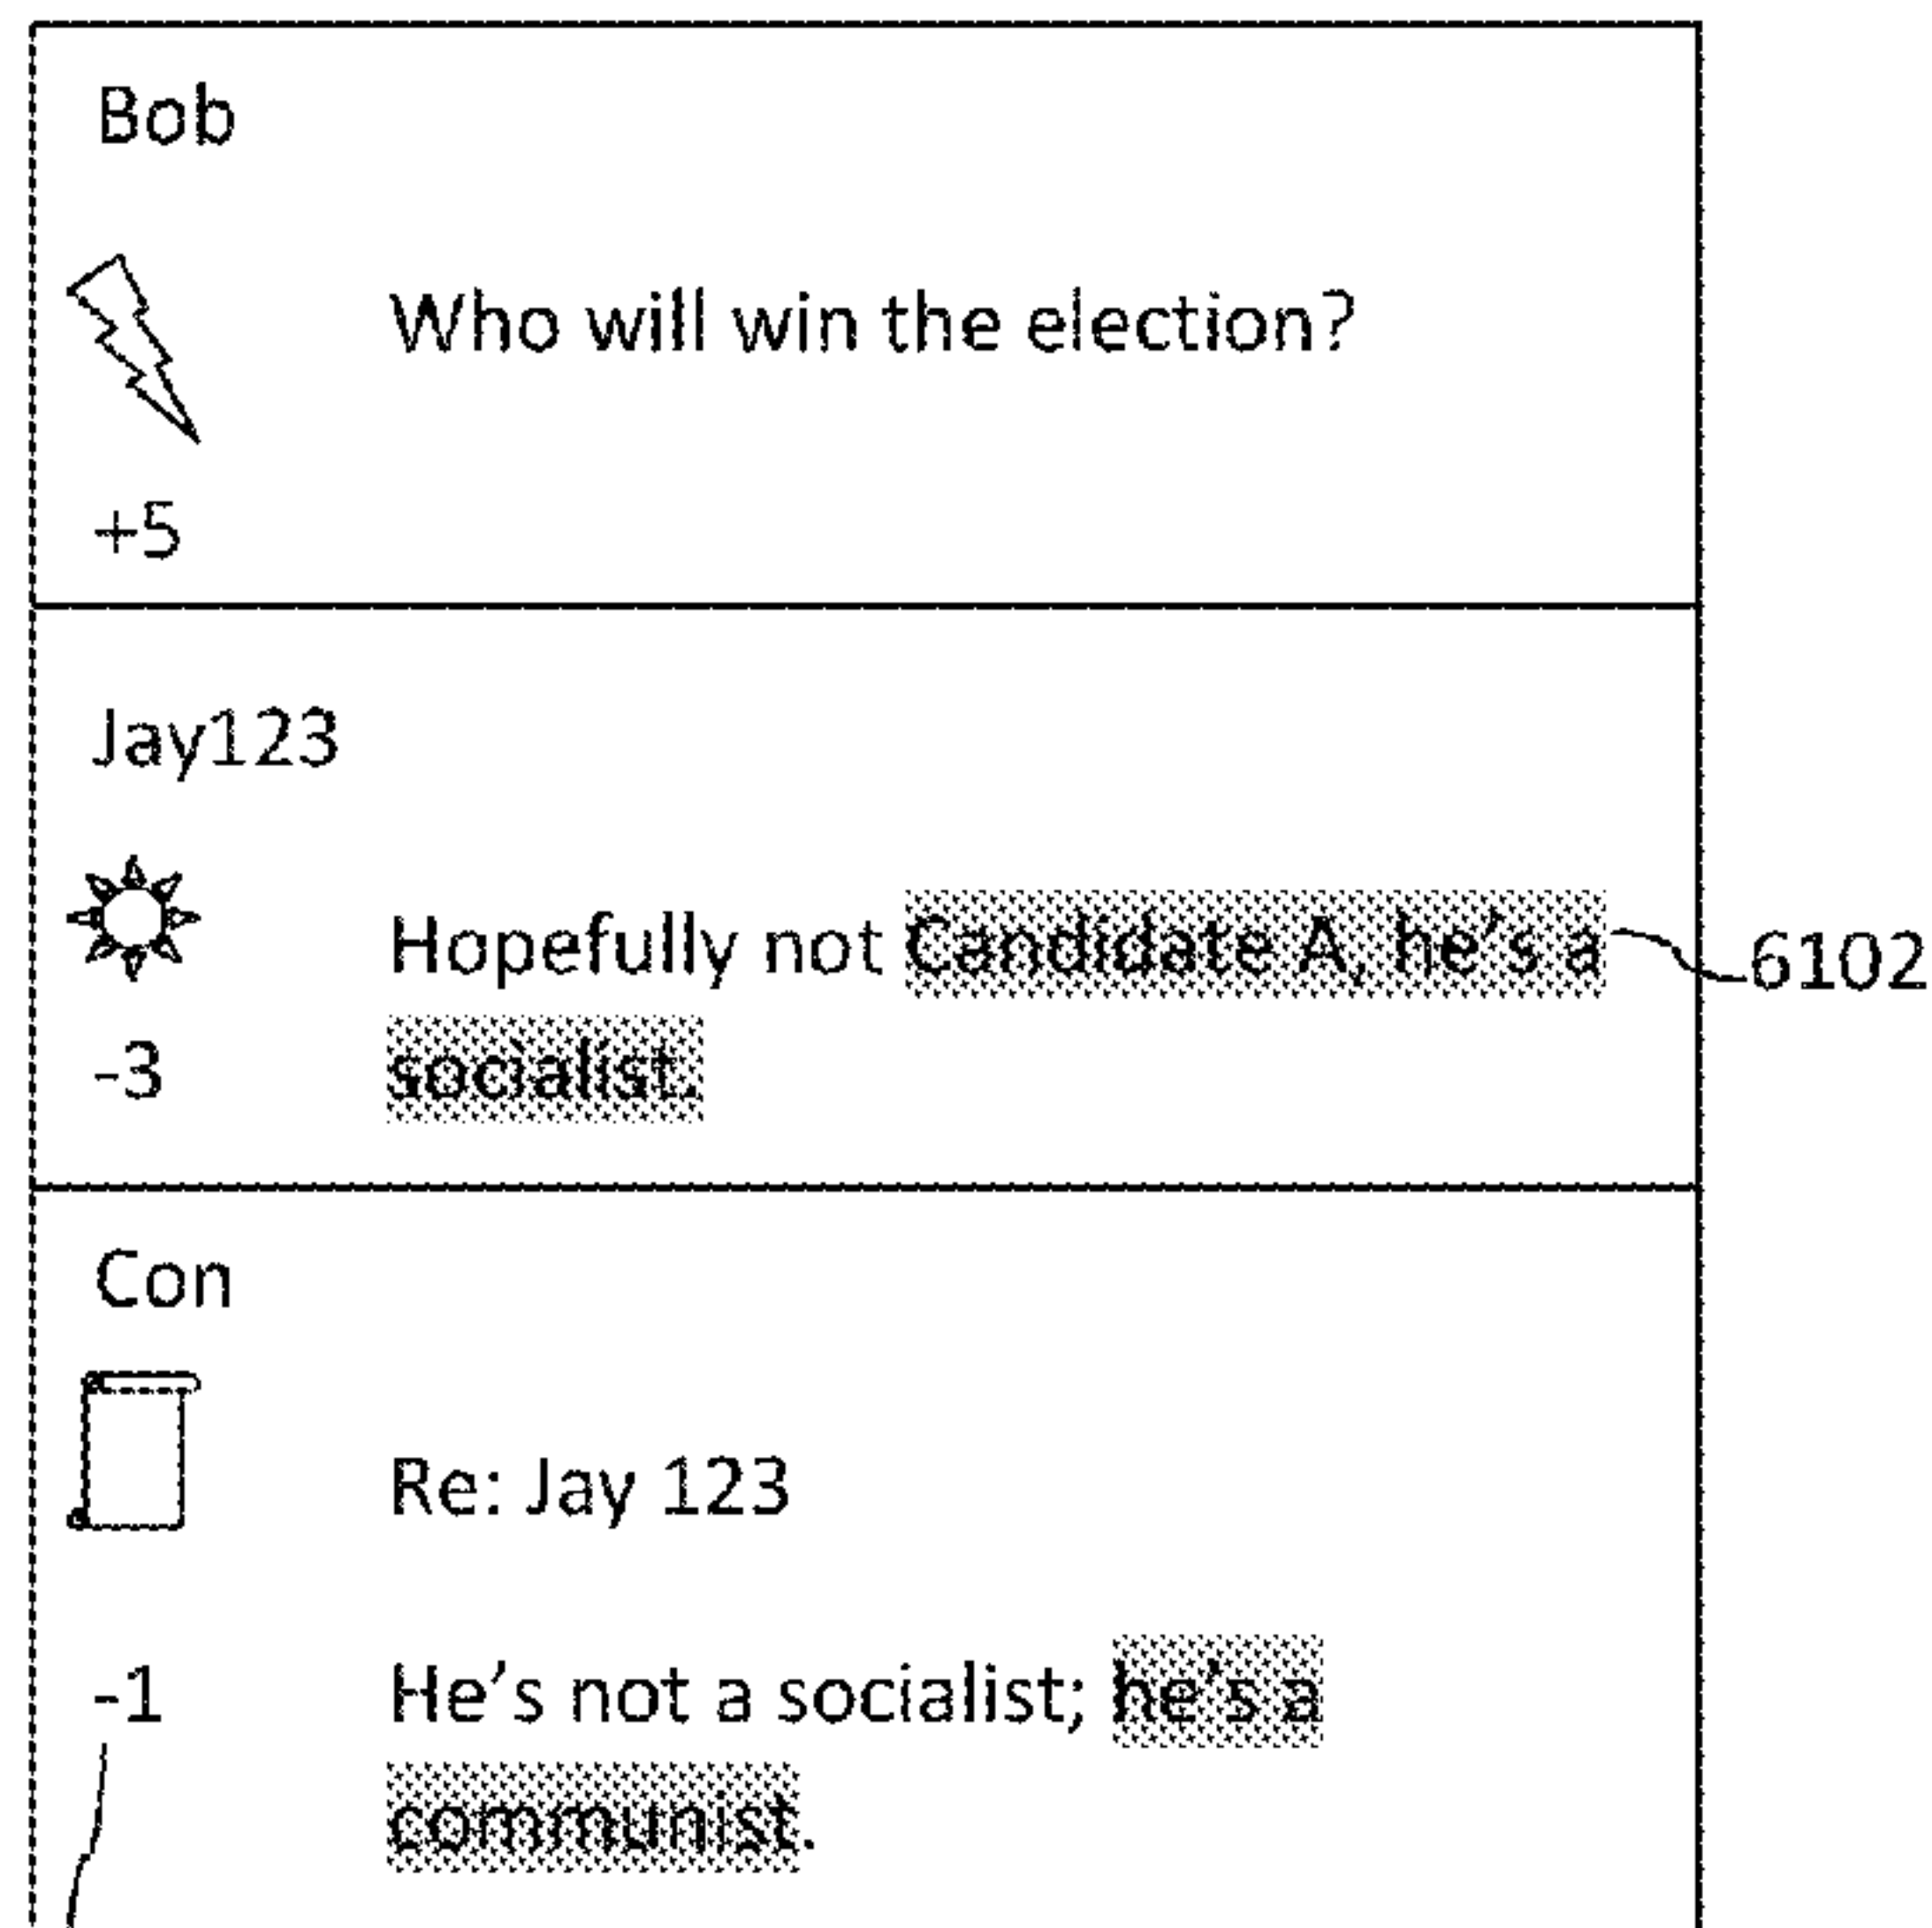 Bob
Who will win the election?
+5
Jay123
Hopefully not Candidate A, he's a
6102
-3
socialist.
Con
Re: Jay 123
-1
He's not a socialist; he's a
communist.